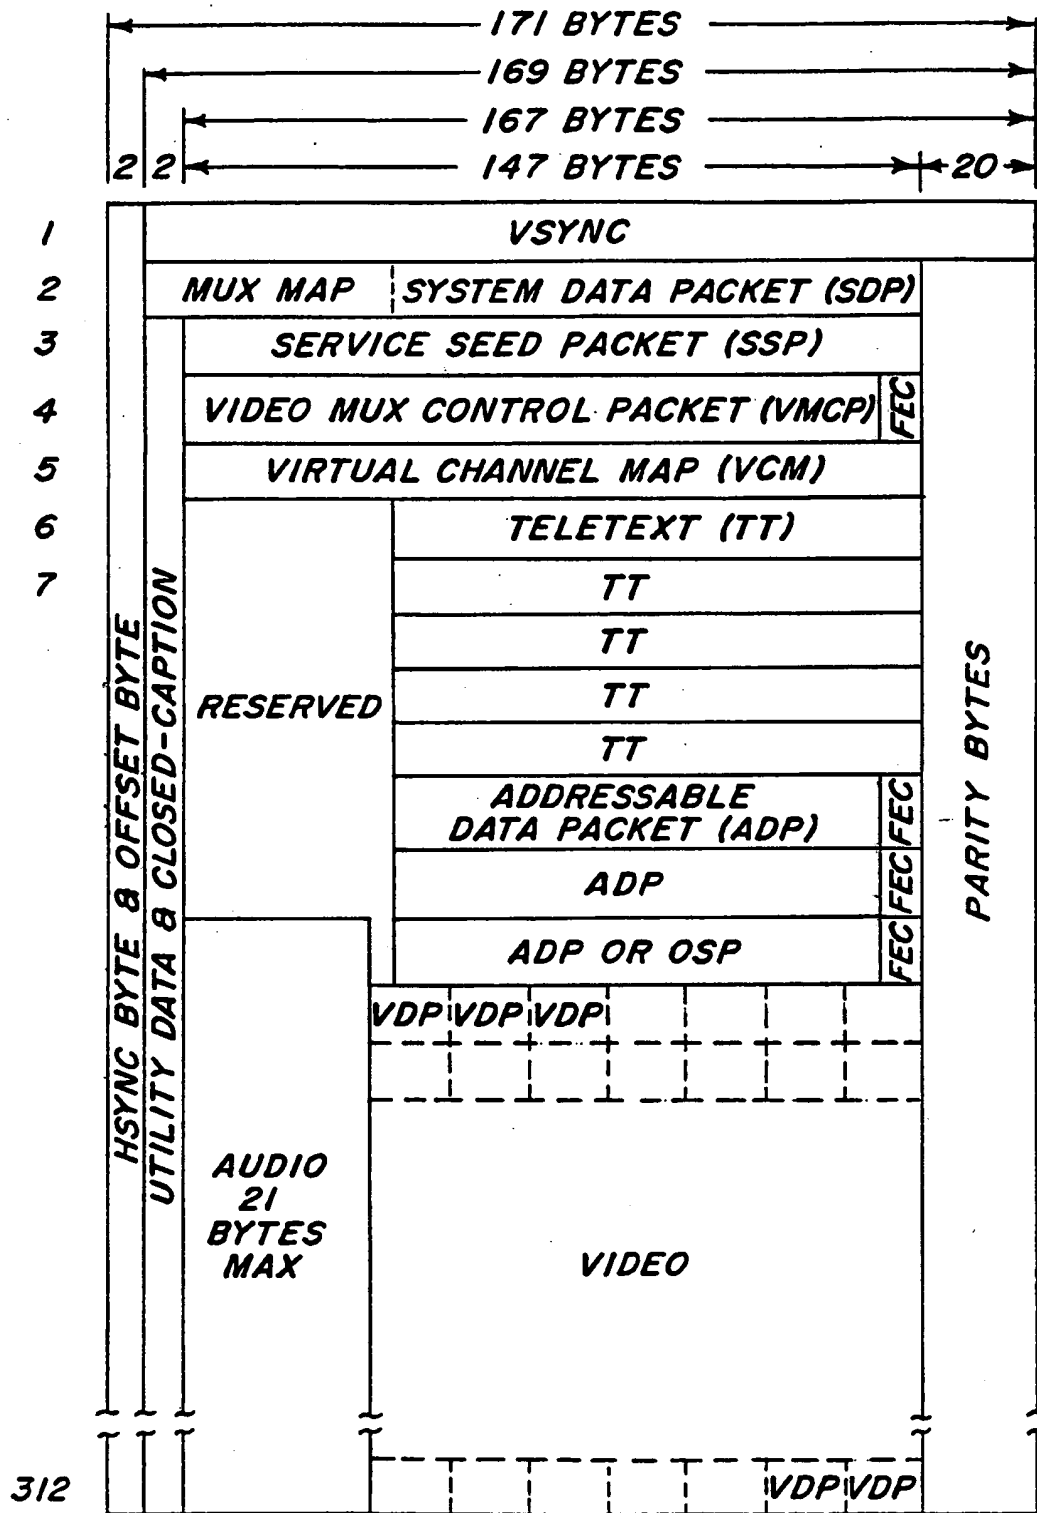 171 BYTES
169 BYTES
167 BYTES
2 2 147 BYTES 20
1 VSYNC
2 MUX MAP SYSTEM DATA PACKET (SDP)
3 SERVICE SEED PACKET (SSP)
4 VIDEO MUX CONTROL PACKET (VMCP) FEC
5 VIRTUAL CHANNEL MAP (VCM)
6 TELETEXT (TT)
7 TT
TT
TT
TT
RESERVED
ADDRESSABLE
DATA PACKET (ADP) FEC
ADP FEC
ADP OR OSP FEC
HSYNC BYTE & OFFSET BYTE
UTILITY DATA & CLOSED-CAPTION
PARITY BYTES
VDP VDP VDP
AUDIO
21
BYTES
MAX
VIDEO
312 VDP VDP